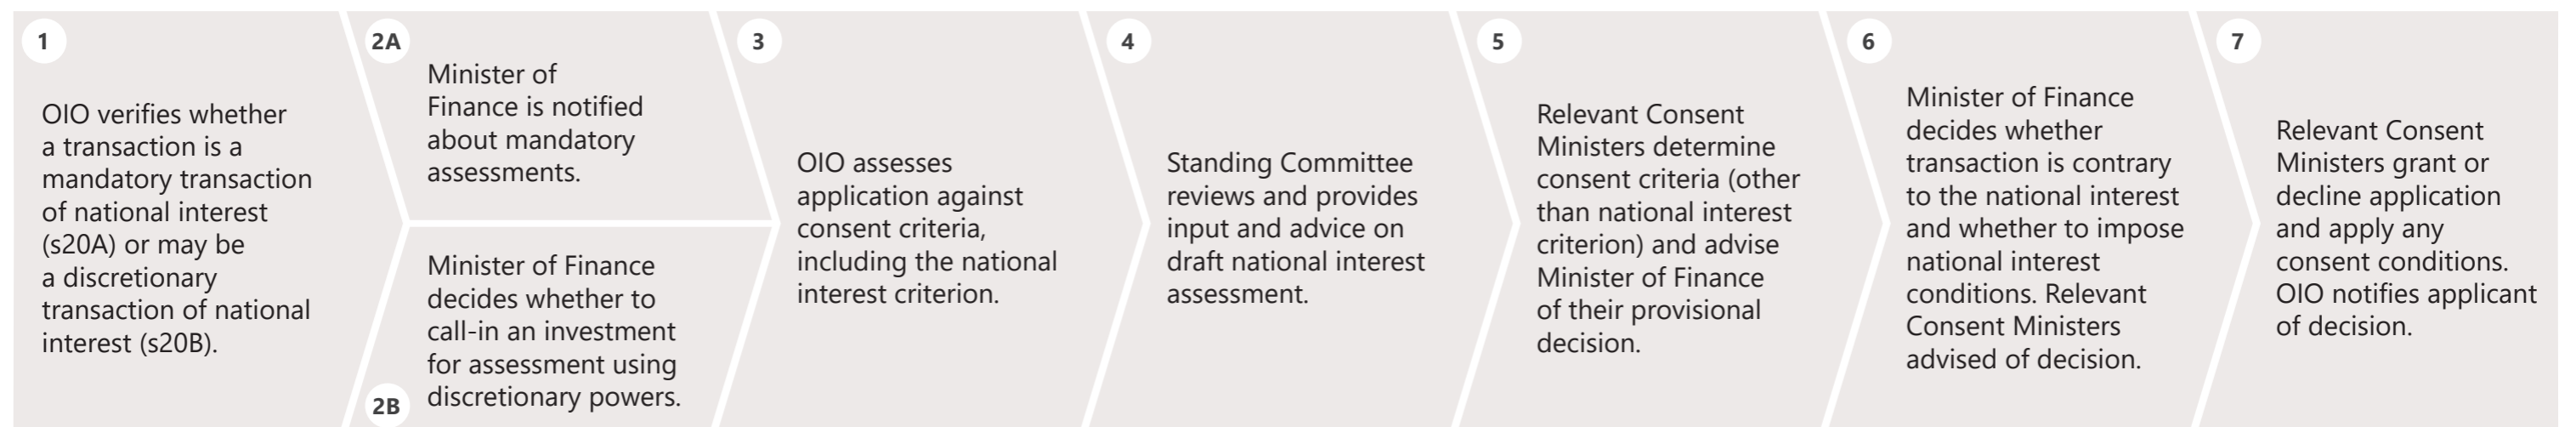 1
OIO verifies whether
a transaction is a
mandatory transaction
of national interest
(s20A) or may be
a discretionary
transaction of national
interest (s20B).
2A
Minister of
Finance is notified
about mandatory
assessments.
2B
Minister of Finance
decides whether to
call-in an investment
for assessment using
discretionary powers.
3
OIO assesses
application against
consent criteria,
including the national
interest criterion.
4
Standing Committee
reviews and provides
input and advice on
draft national interest
assessment.
5
Relevant Consent
Ministers determine
consent criteria (other
than national interest
criterion) and advise
Minister of Finance
of their provisional
decision.
6
Minister of Finance
decides whether
transaction is contrary
to the national interest
and whether to impose
national interest
conditions. Relevant
Consent Ministers
advised of decision.
7
Relevant Consent
Ministers grant or
decline application
and apply any
consent conditions.
OIO notifies applicant
of decision.